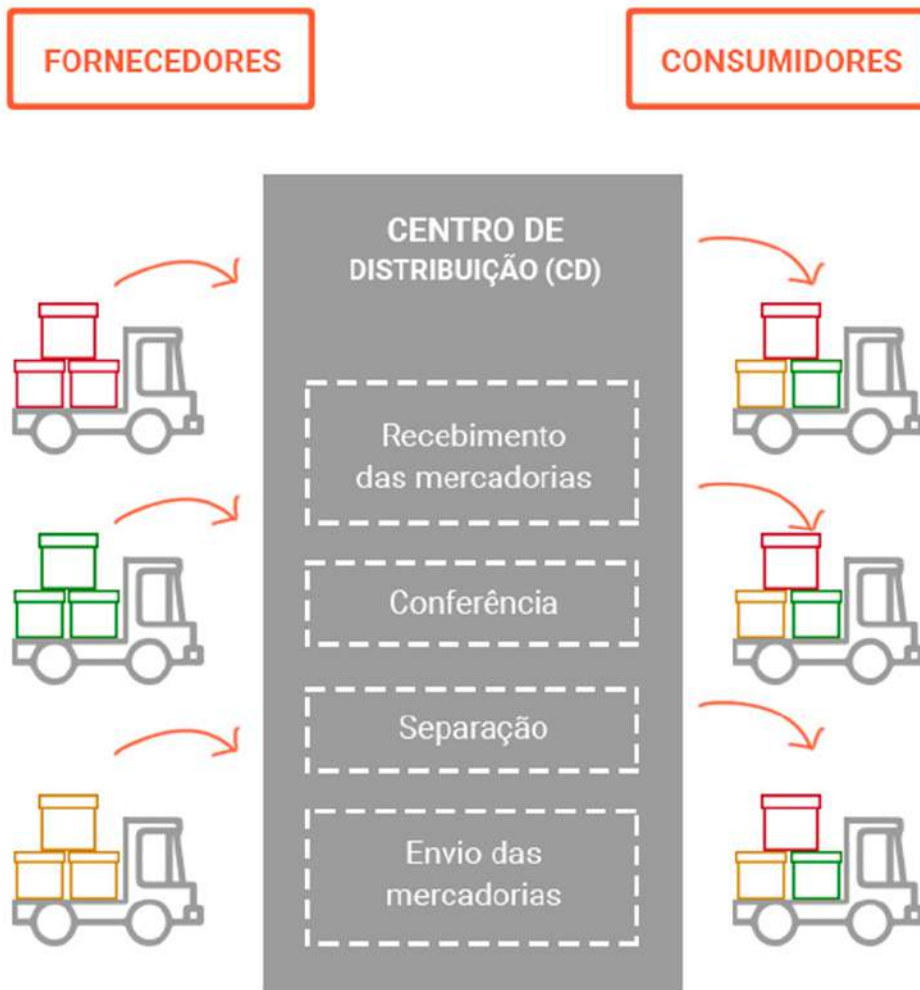 FORNECEDORES
CONSUMIDORES
CENTRO DE
DISTRIBUIÇÃO (CD)
Recebimento
das mercadorias
Conferência
Separação
Envio das
mercadorias